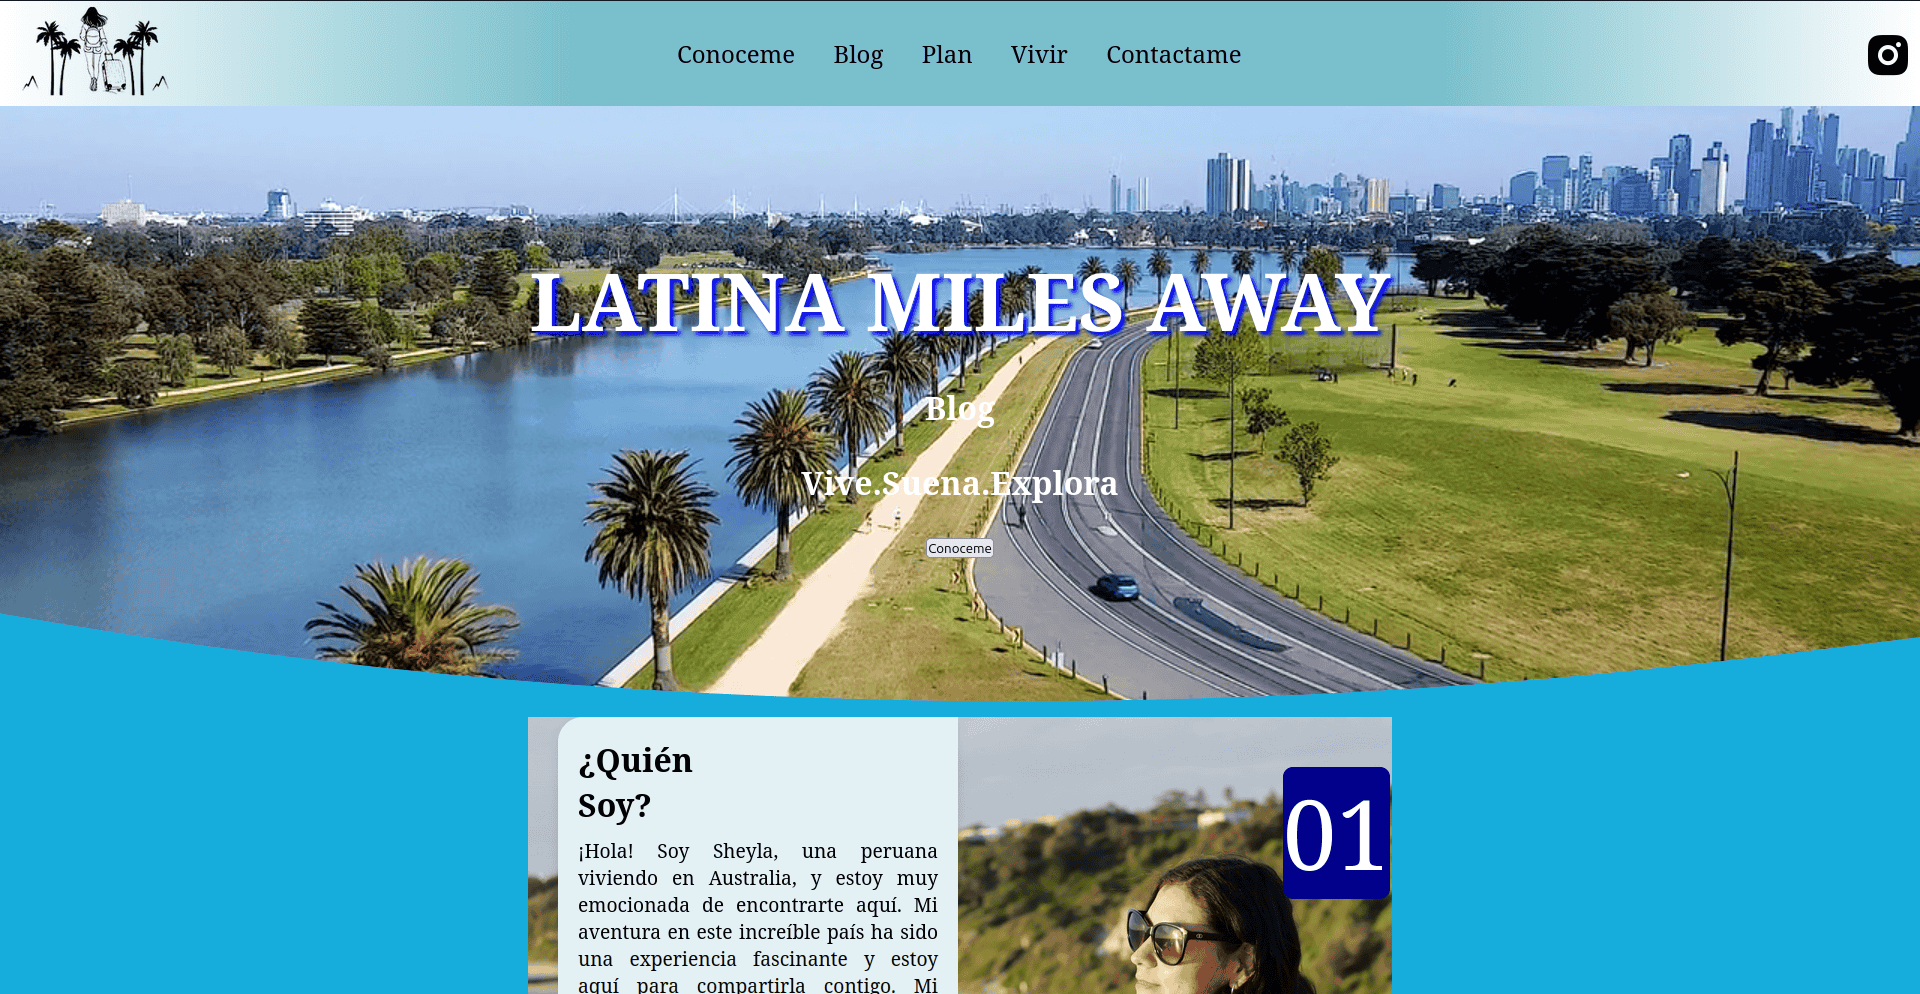 Conoceme Blog Plan Vivir Contactame
LATINA MILES AWAY
Blog
Vive.Suena.Explora
Conoceme
¿Quién
Soy?
01
¡Hola! Soy Sheyla, una peruana
viviendo en Australia, y estoy muy
emocionada de encontrarte aquí. Mi
aventura en este increíble país ha sido
una experiencia fascinante y estoy
aquí para compartirla contigo. Mi